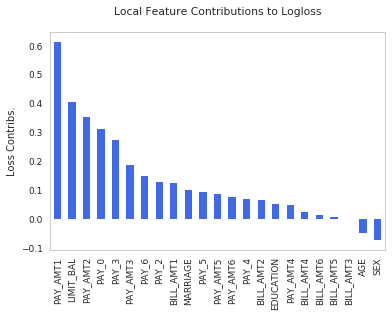 Local Feature Contributions to Logloss
Loss Contribs.
0.6
0.5
0.4
0.3
0.2
0.1
0.0
−0.1
PAY_AMT1
LIMIT_BAL
PAY_AMT2
PAY_0
PAY_3
PAY_AMT3
PAY_6
PAY_2
BILL_AMT1
MARRIAGE
PAY_5
PAY_AMT5
PAY_AMT6
PAY_4
BILL_AMT2
EDUCATION
PAY_AMT4
BILL_AMT4
BILL_AMT6
BILL_AMT5
BILL_AMT3
AGE
SEX